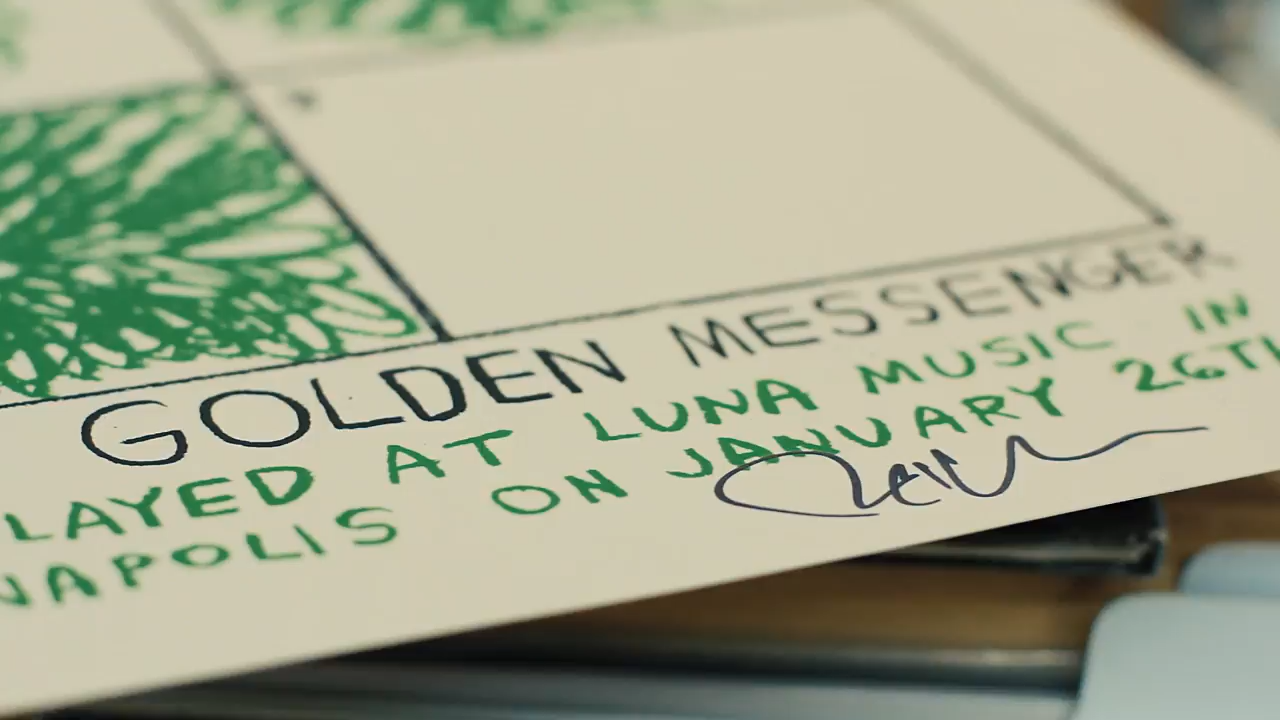 GOLDEN MESSENGER
LAYED AT LUNA MUSIC IN
NAPOLIS ON JANUARY 26TH